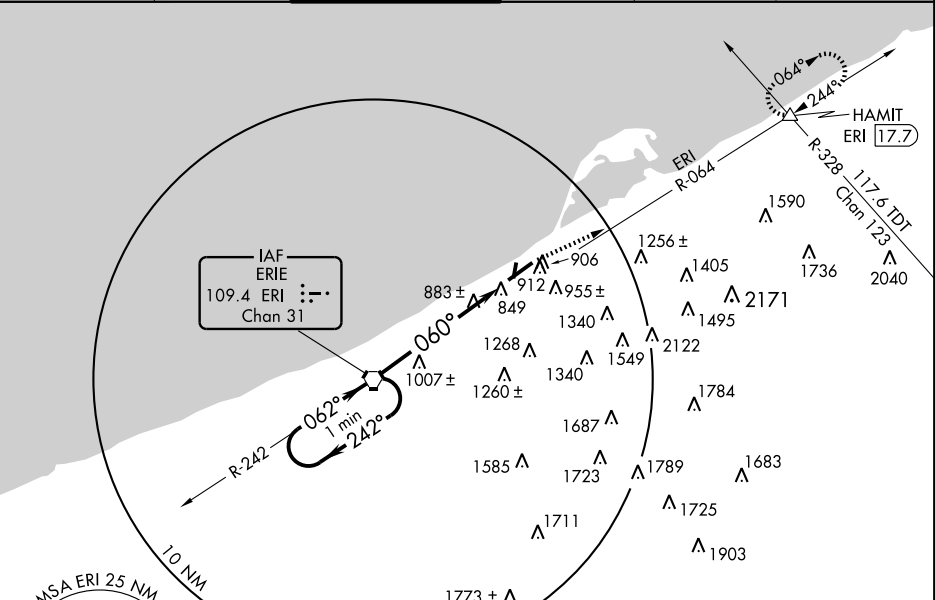 064°
244°
HAMIT
ERI 17.7
ERI
R-064
R-328
117.6 TDT
Chan 123
1590
1736
2040
IAF
ERIE
109.4 ERI
Chan 31
906
912
1256 ±
1405
2171
1495
883 ±
849
955 ±
1340
060°
1268
1549
2122
1340
1007 ±
1260 ±
062°
1 min
242°
R-242
1784
1687
1585
1723
1789
1683
1725
1711
1903
10 NM
MSA ERI 25 NM
1773 ±